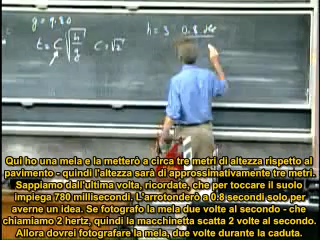 g = 9.80
h = 3 0.8 sec
t = C √h/g C = √2
Qui ho una mela e la metterò a circa tre metri di altezza rispetto al
pavimento - quindi l'altezza sarà di approssimativamente tre metri.
Sappiamo dall'ultima volta, ricordate, che per toccare il suolo
impiega 780 millisecondi. L'arrotonderò a 0.8 secondi solo per
averne un idea. Se fotografo la mela due volte al secondo - che
chiamiamo 2 hertz, quindi la macchinetta scatta 2 volte al secondo.
Allora dovrei fotografare la mela, due volte durante la caduta.